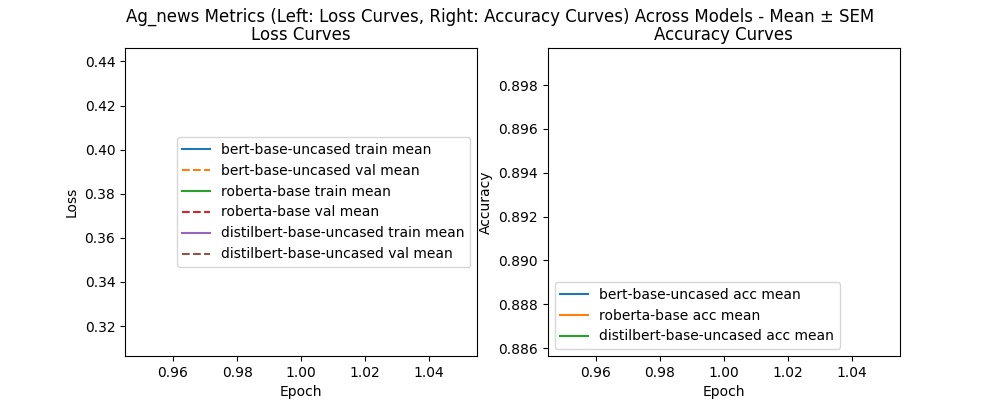 Ag_news Metrics (Left: Loss Curves, Right: Accuracy Curves) Across Models - Mean ± SEM
Loss Curves
0.44
0.42
0.40
0.38
0.36
0.34
0.32
Loss
bert-base-uncased train mean
bert-base-uncased val mean
roberta-base train mean
roberta-base val mean
distilbert-base-uncased train mean
distilbert-base-uncased val mean
0.96 0.98 1.00 1.02 1.04
Epoch
Accuracy Curves
0.898
0.896
0.894
0.892
0.890
0.888
0.886
Accuracy
bert-base-uncased acc mean
roberta-base acc mean
distilbert-base-uncased acc mean
0.96 0.98 1.00 1.02 1.04
Epoch